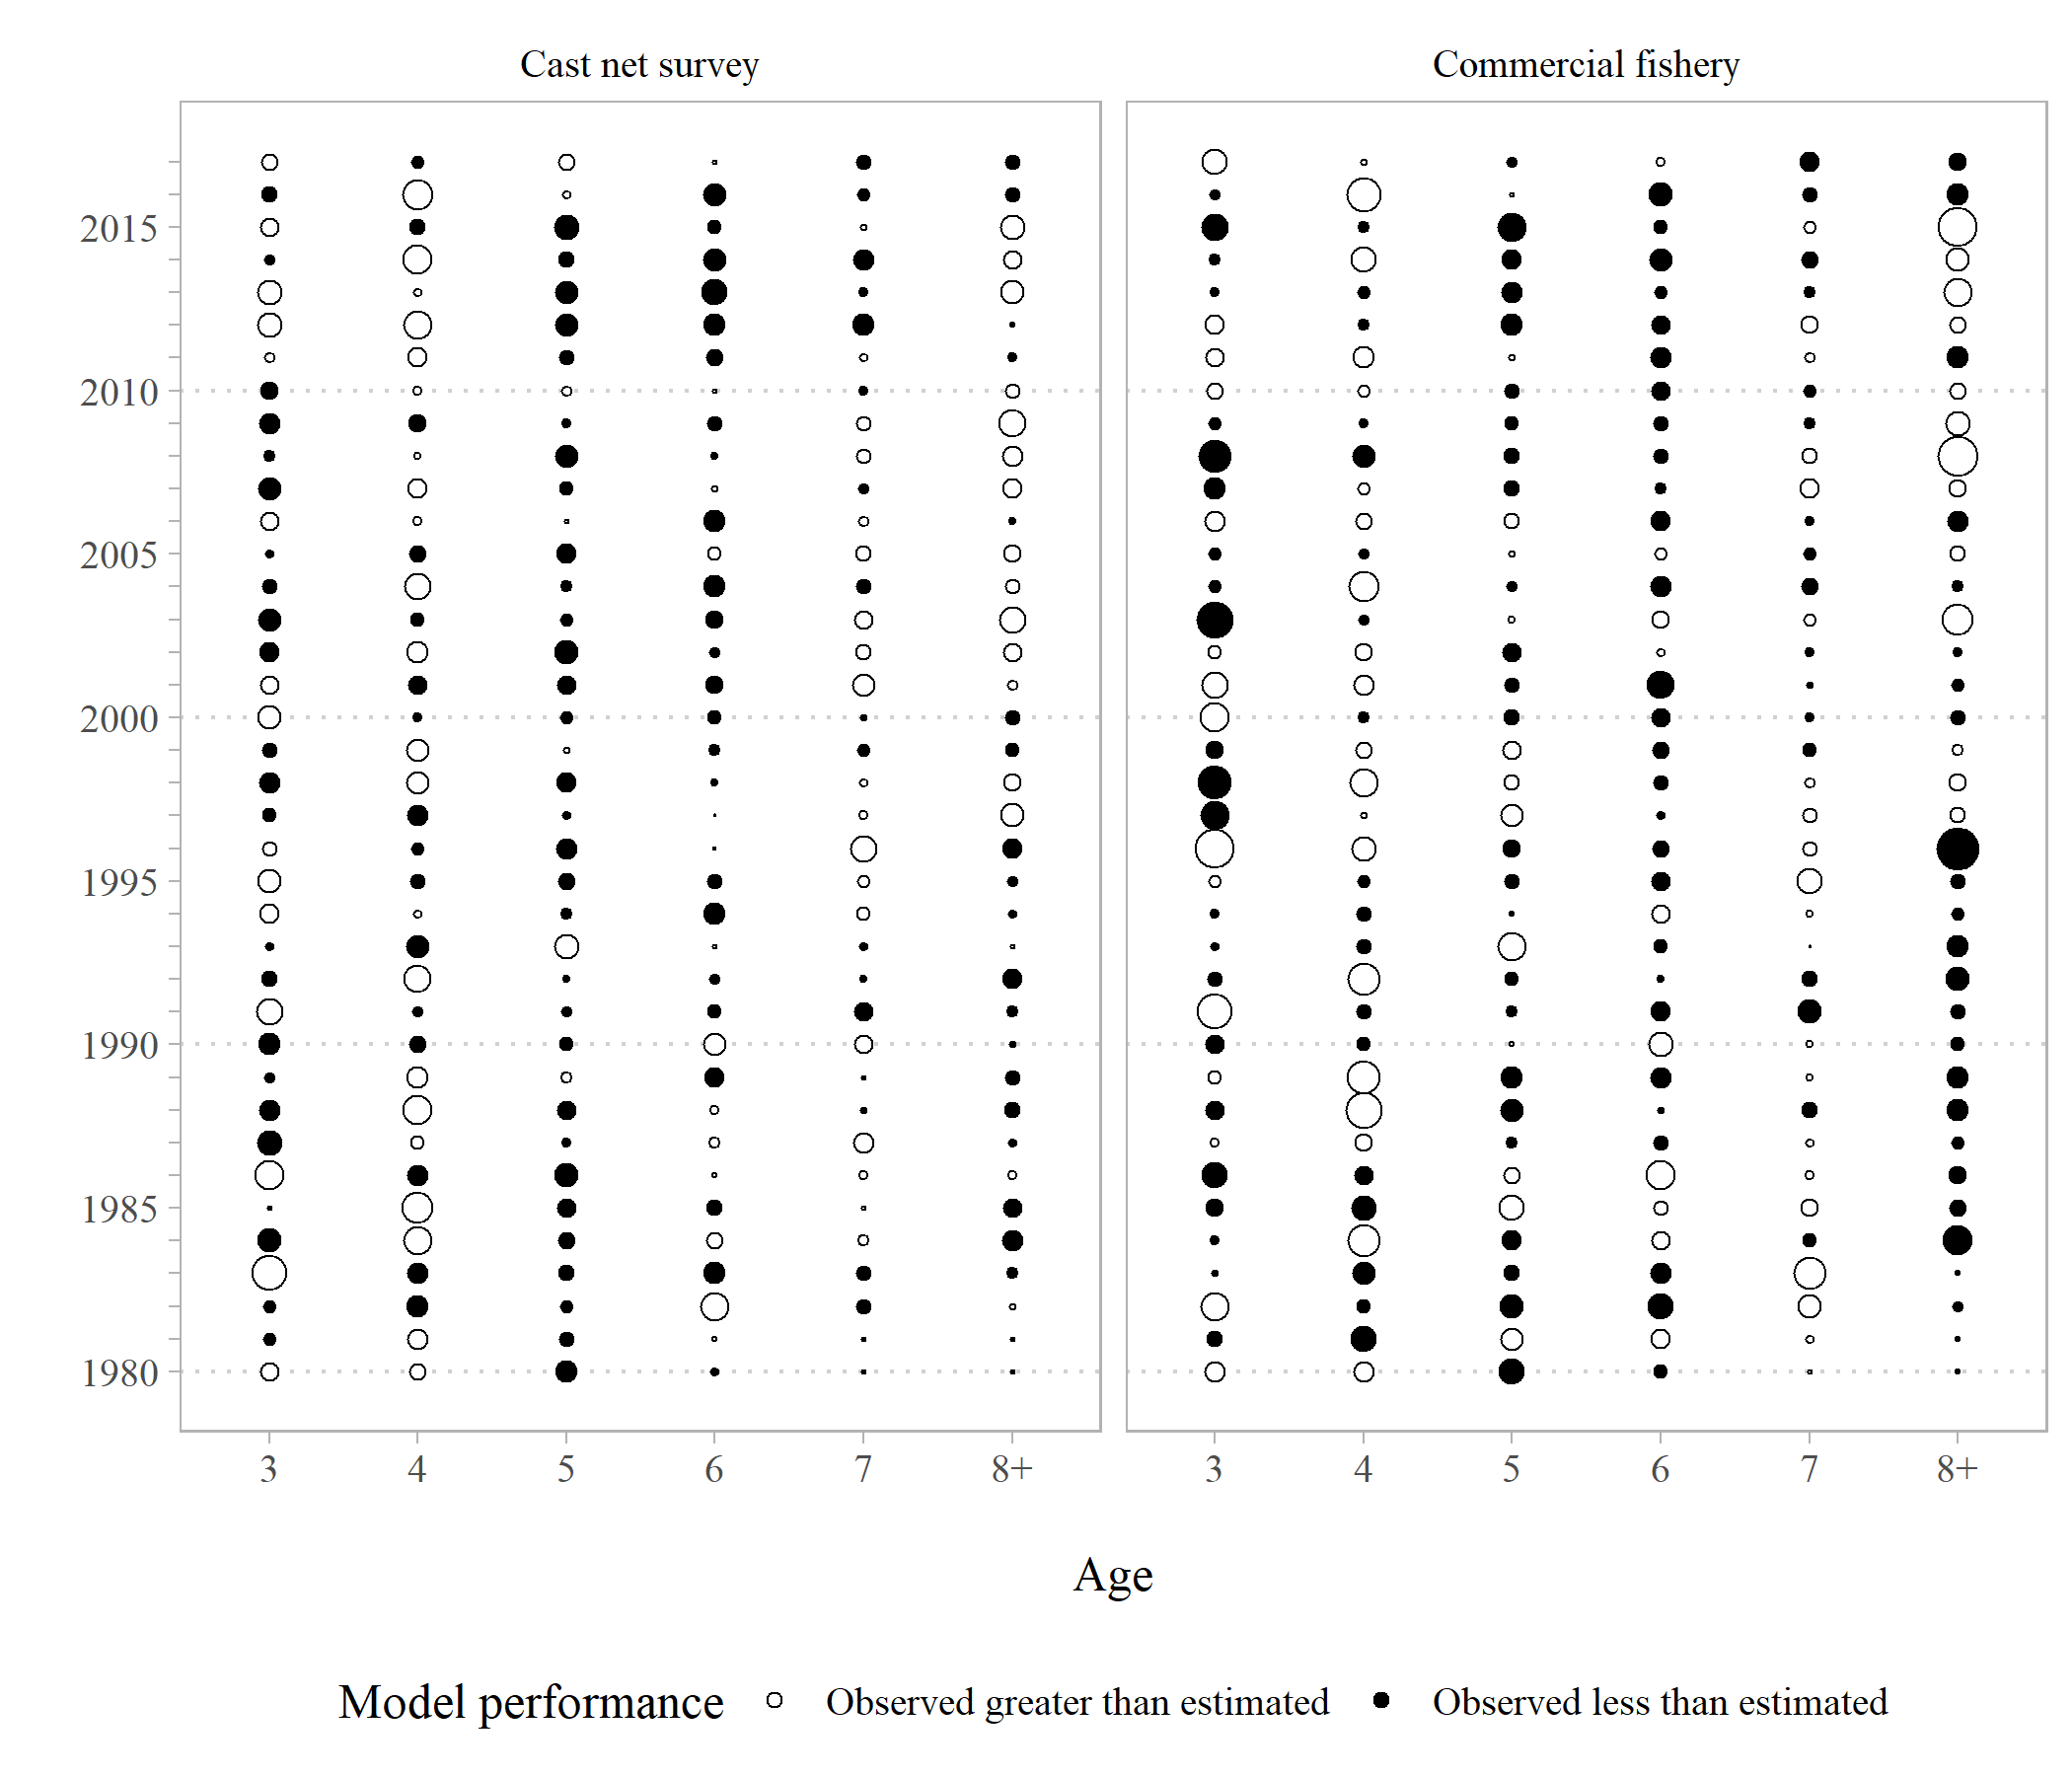 Cast net survey
Commercial fishery
2015
2010
2005
2000
1995
1990
1985
1980
3 4 5 6 7 8+
3 4 5 6 7 8+
Age
Model performance Observed greater than estimated Observed less than estimated